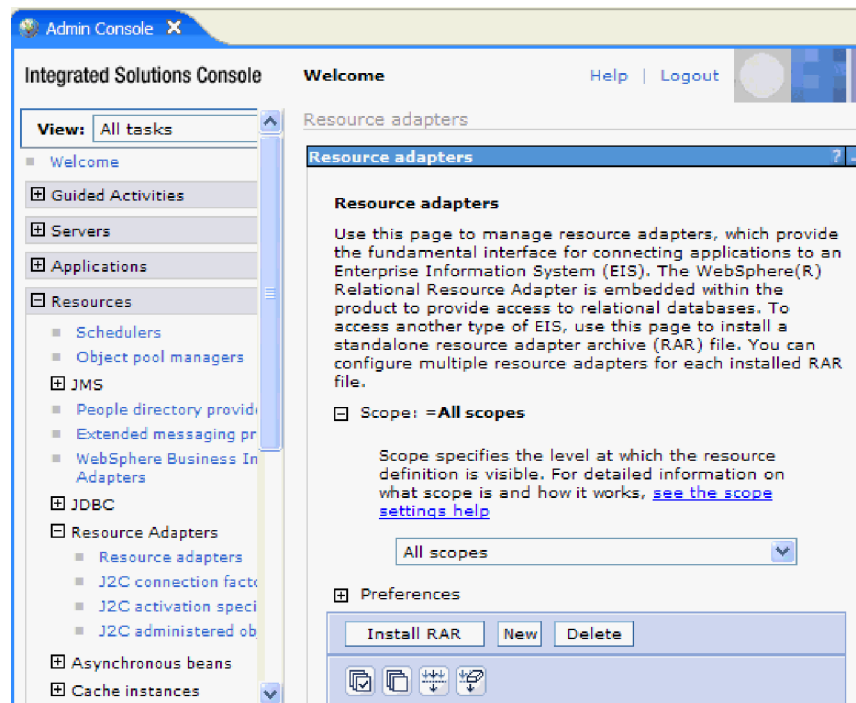 Admin Console
Integrated Solutions Console
Welcome
Help | Logout
View: All tasks
Welcome
Guided Activities
Servers
Applications
Resources
Schedulers
Object pool managers
JMS
People directory provid
Extended messaging pr
WebSphere Business In
Adapters
JDBC
Resource Adapters
Resource adapters
J2C connection facto
J2C activation speci
J2C administered ob
Asynchronous beans
Cache instances
Resource adapters
Resource adapters
?
Resource adapters
Use this page to manage resource adapters, which provide
the fundamental interface for connecting applications to an
Enterprise Information System (EIS). The WebSphere(R)
Relational Resource Adapter is embedded within the
product to provide access to relational databases. To
access another type of EIS, use this page to install a
standalone resource adapter archive (RAR) file. You can
configure multiple resource adapters for each installed RAR
file.
Scope: =All scopes
Scope specifies the level at which the resource
definition is visible. For detailed information on
what scope is and how it works, see the scope
settings help
All scopes
Preferences
Install RAR
New
Delete